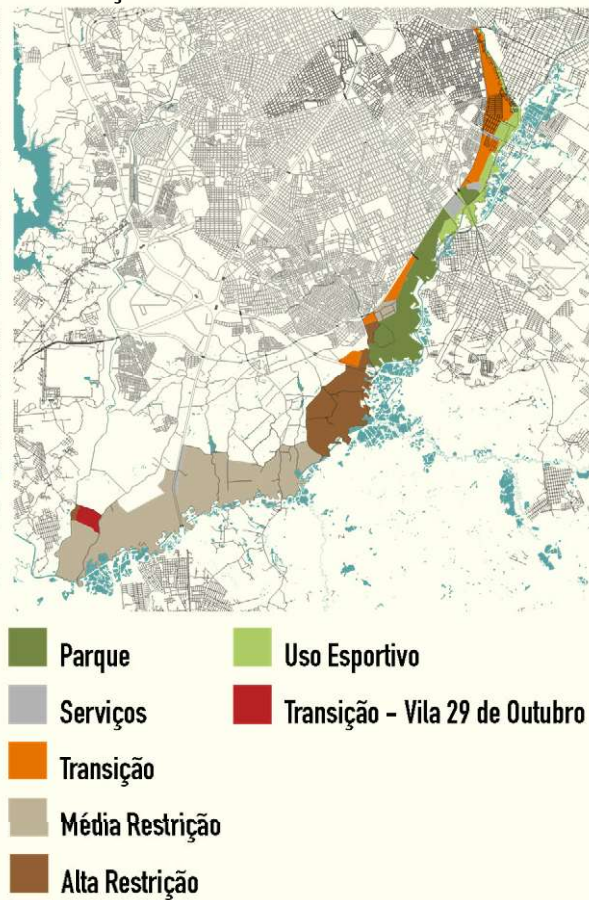 Parque
Uso Esportivo
Serviços
Transição - Vila 29 de Outubro
Transição
Média Restrição
Alta Restrição